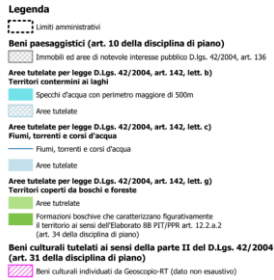 Legenda
Limiti amministrativi
Beni paesaggistici (art. 10 della disciplina di piano)
Immobili ed aree di notevole interesse pubblico D.lgs. 42/2004, art. 136
Aree tutelate per legge D.Lgs. 42/2004, art. 142, lett. b)
Territori contermini ai laghi
Specchi d'acqua con perimetro maggiore di 500m
Aree tutelate
Aree tutelate per legge D.Lgs. 42/2004, art. 142, lett. c)
Fiumi, torrenti e corsi d'acqua
Fiumi, torrenti e corsi d'acqua
Aree tutelate
Aree tutelate per legge D.Lgs. 42/2004, art. 142, lett. g)
Territori coperti da boschi e foreste
Aree tutelate
Formazioni boschive che caratterizzano figurativamente
il territorio ai sensi dell'Elaborato 8B PIT/PPR art. 12.2.a.2
(art. 34 della disciplina di piano)
Beni culturali tutelati ai sensi della parte II del D.Lgs. 42/2004
(art. 31 della disciplina di piano)
Beni culturali individuati da Geoscopio-RT (dato non esaustivo)